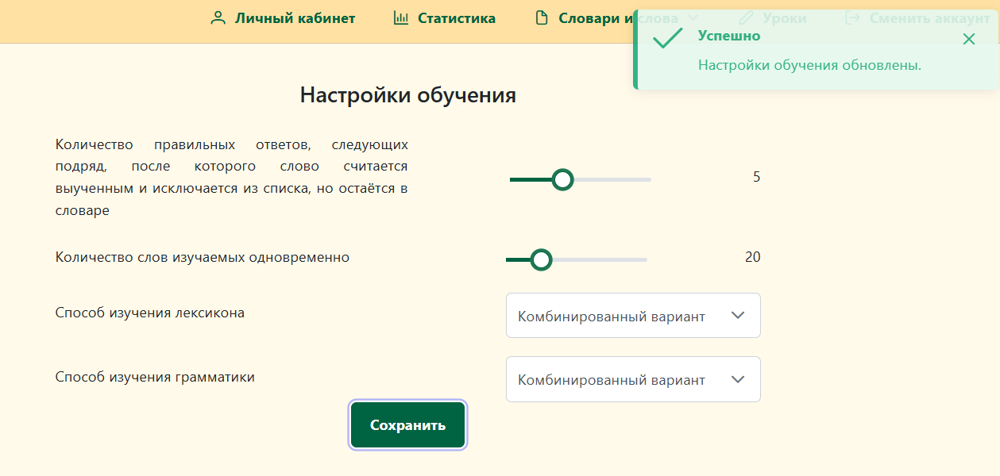 Личный кабинет
Статистика
Словари и слова
Уроки
Сменить аккаунт
Успешно
Настройки обучения обновлены.
Настройки обучения
Количество правильных ответов, следующих
подряд, после которого слово считается
выученным и исключается из списка, но остаётся в
словаре
5
Количество слов изучаемых одновременно
20
Способ изучения лексикона
Комбинированный вариант
Способ изучения грамматики
Комбинированный вариант
Сохранить